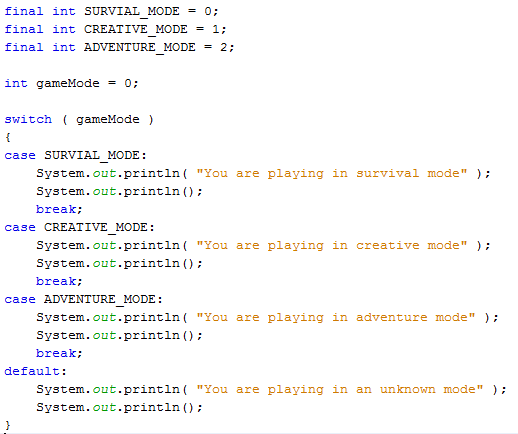 final int SURVIAL_MODE = 0;
final int CREATIVE_MODE = 1;
final int ADVENTURE_MODE = 2;

int gameMode = 0;

switch ( gameMode )
{
case SURVIAL_MODE:
    System.out.println( "You are playing in survival mode" );
    System.out.println();
    break;
case CREATIVE_MODE:
    System.out.println( "You are playing in creative mode" );
    System.out.println();
    break;
case ADVENTURE_MODE:
    System.out.println( "You are playing in adventure mode" );
    System.out.println();
    break;
default:
    System.out.println( "You are playing in an unknown mode" );
    System.out.println();
}